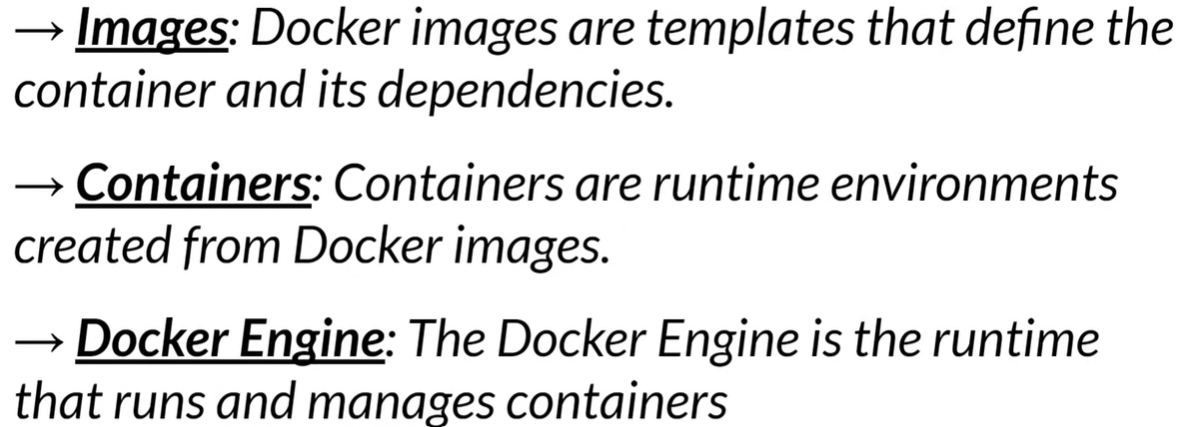 → Images: Docker images are templates that define the
container and its dependencies.
→ Containers: Containers are runtime environments
created from Docker images.
→ Docker Engine: The Docker Engine is the runtime
that runs and manages containers